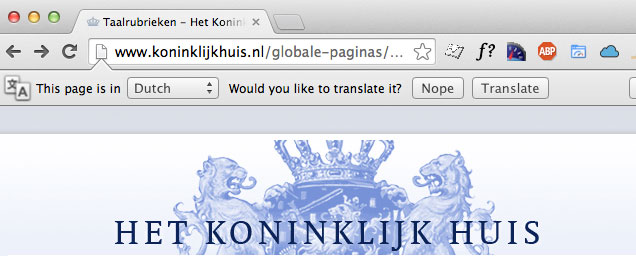 Taalrubrieken – Het Konink
www.koninklijkhuis.nl/globale-paginas/...
f?
ABP
This page is in Dutch Would you like to translate it? Nope Translate
HET KONINKLIJK HUIS